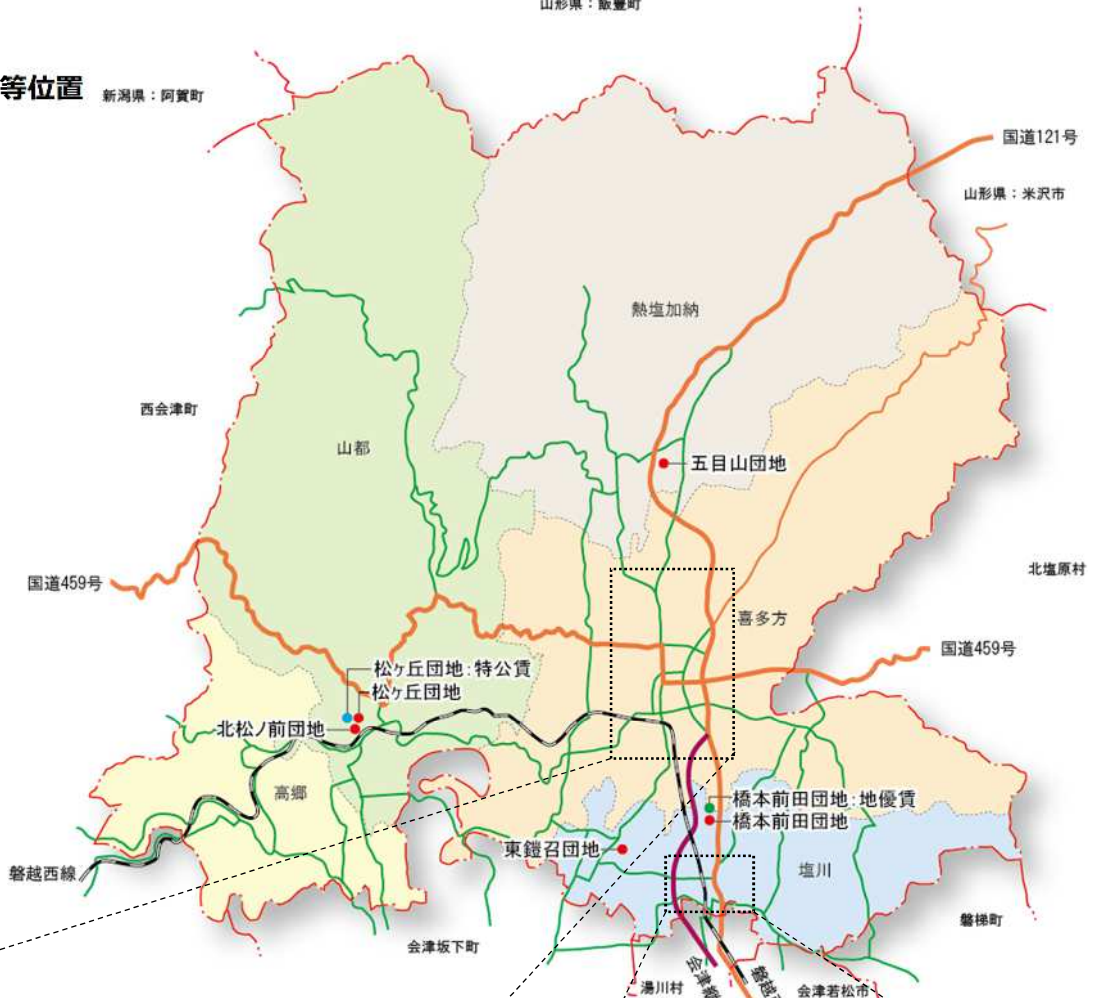 山形県：飯豊町
等位置
新潟県：阿賀町
国道121号
山形県：米沢市
熱塩加納
西会津町
山都
五目山団地
北塩原村
国道459号
喜多方
国道459号
松ヶ丘団地：特公賃
松ヶ丘団地
北松ノ前団地
高郷
橋本前田団地：地優賃
橋本前田団地
東鎧召団地
塩川
磐越西線
磐梯町
会津坂下町
湯川村
会津若松市